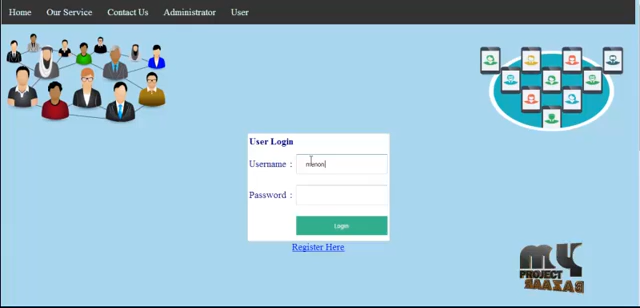 Home Our Service Contact Us Administrator User
User Login
Username : menon
Password :
Login
Register Here
MY
PROJECT
BAZAAR